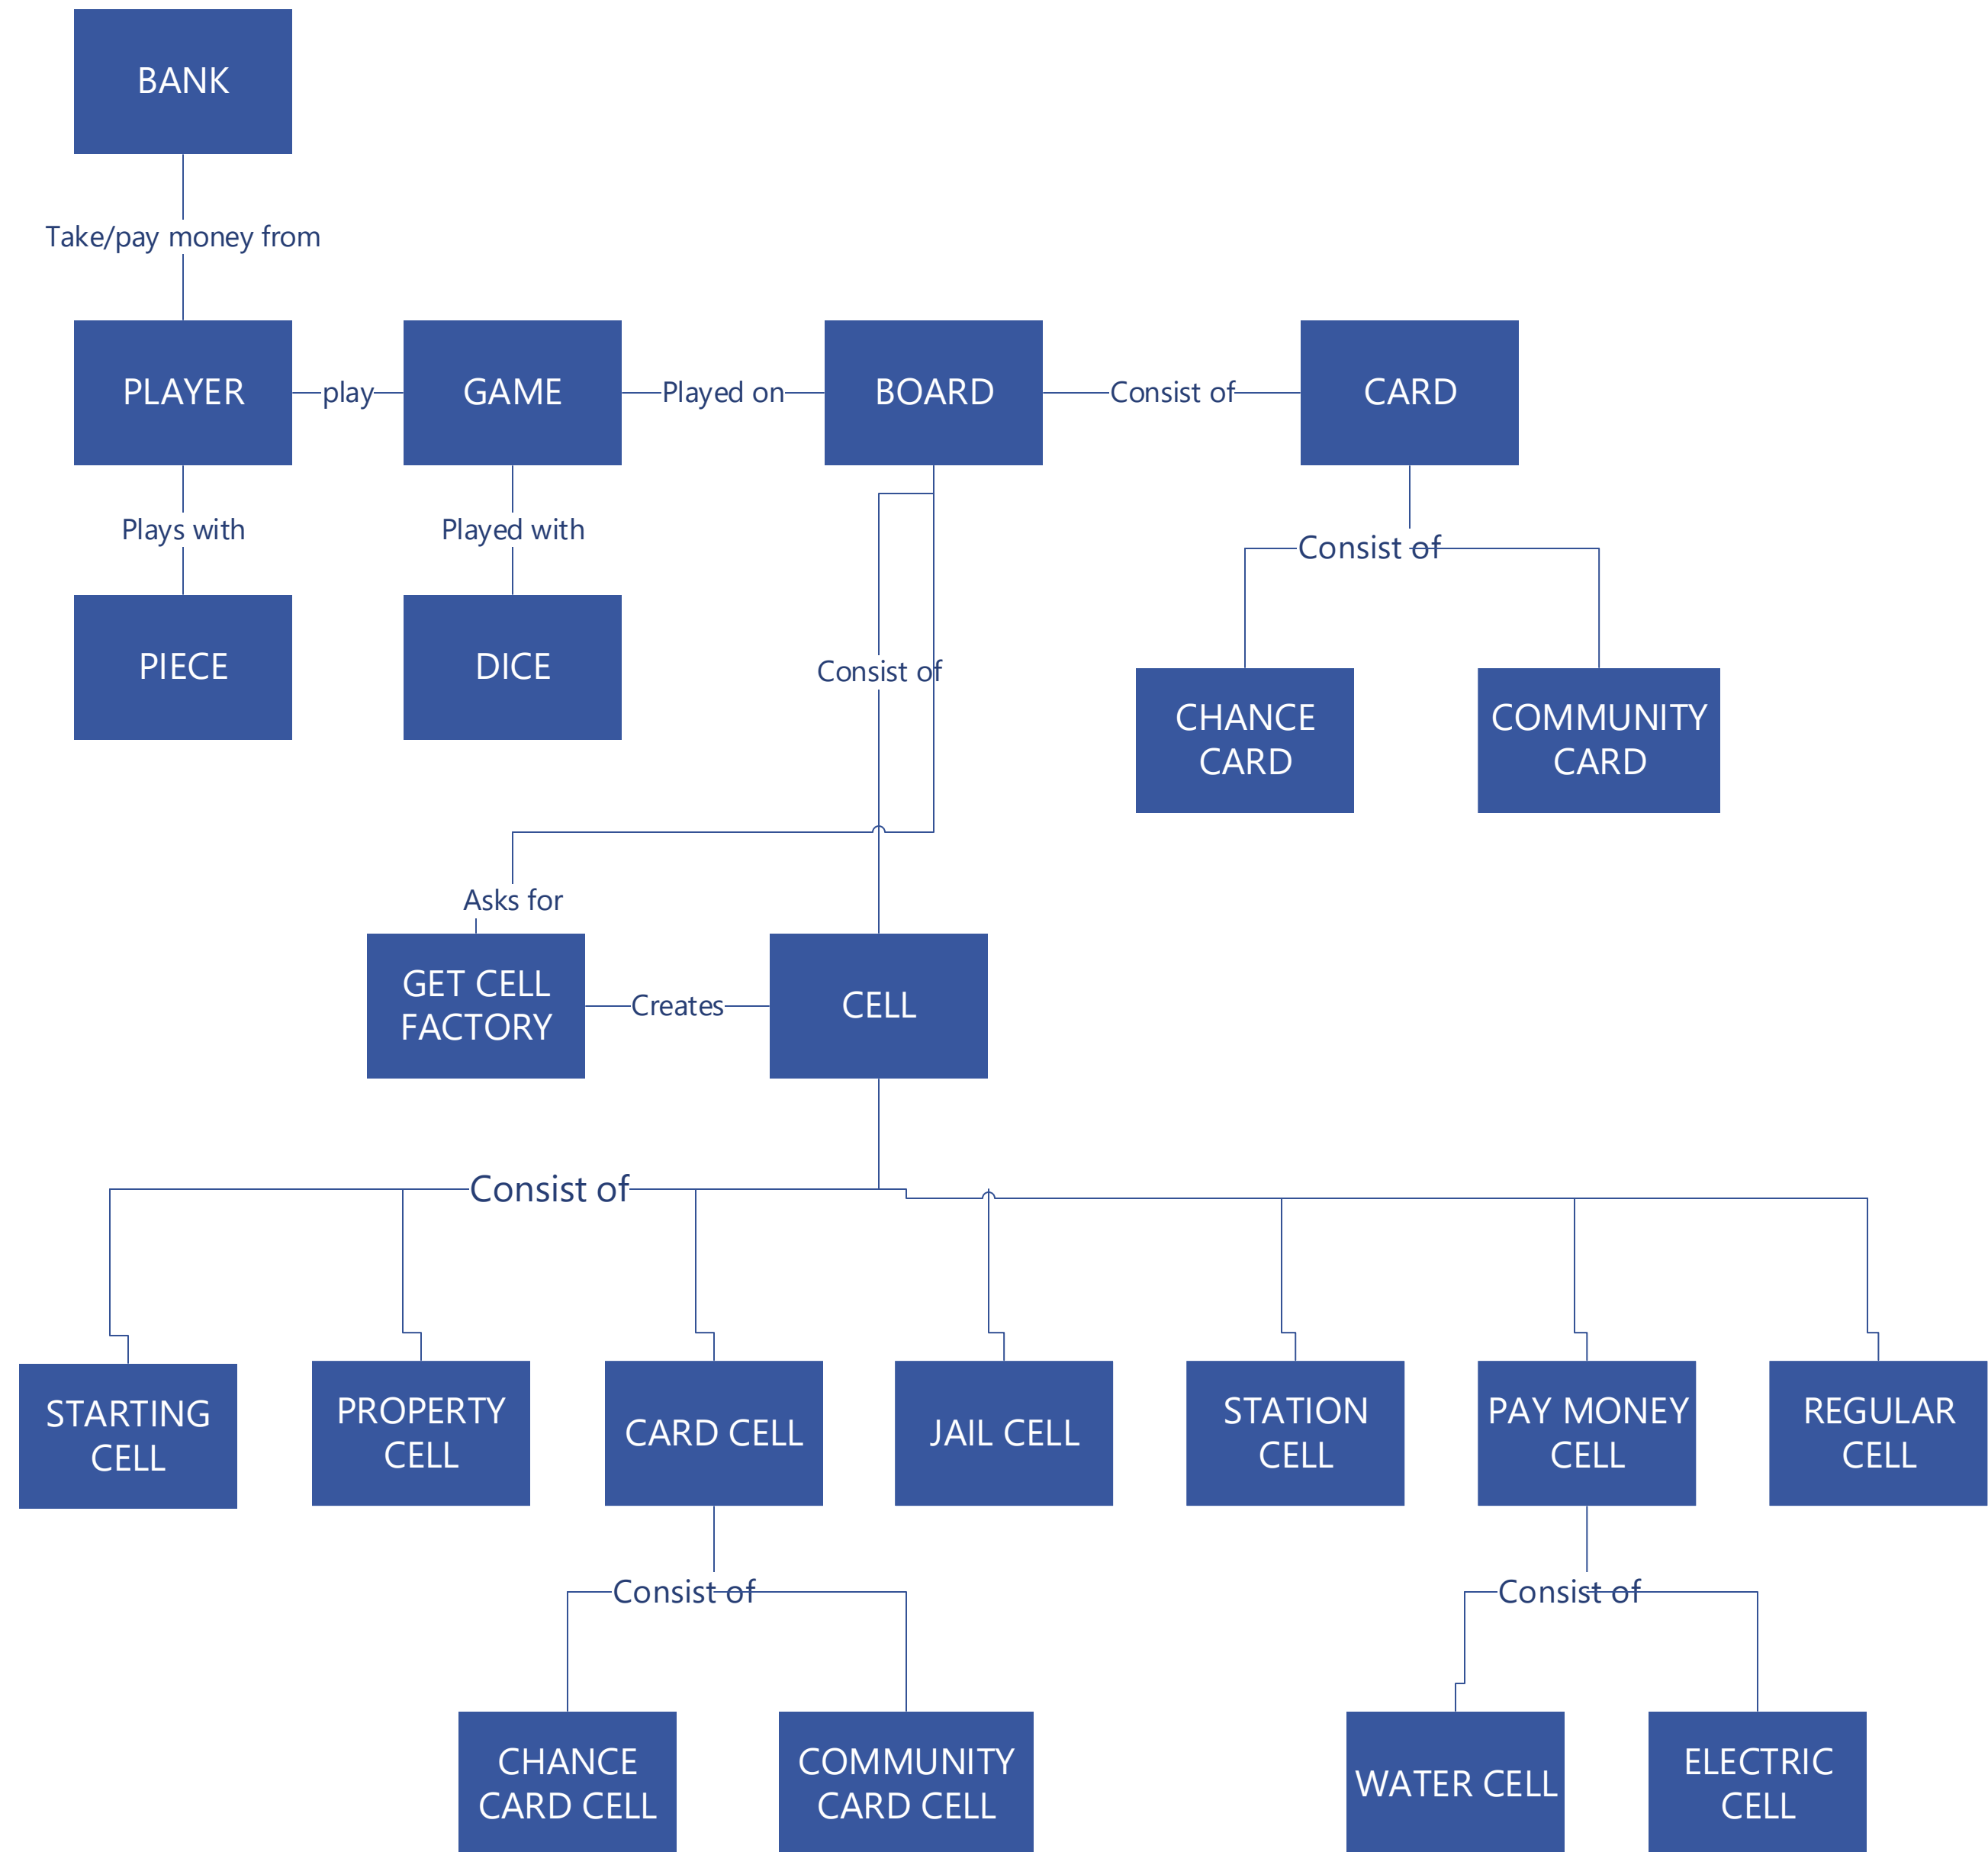 BANK
Take/pay money from
PLAYER
play
GAME
Played on
BOARD
Consist of
CARD
Plays with
Played with
Consist of
PIECE
DICE
Consist of
CHANCE
CARD
COMMUNITY
CARD
Asks for
GET CELL
FACTORY
Creates
CELL
Consist of
STARTING
CELL
PROPERTY
CELL
CARD CELL
JAIL CELL
STATION
CELL
PAY MONEY
CELL
REGULAR
CELL
Consist of
Consist of
CHANCE
CARD CELL
COMMUNITY
CARD CELL
WATER CELL
ELECTRIC
CELL